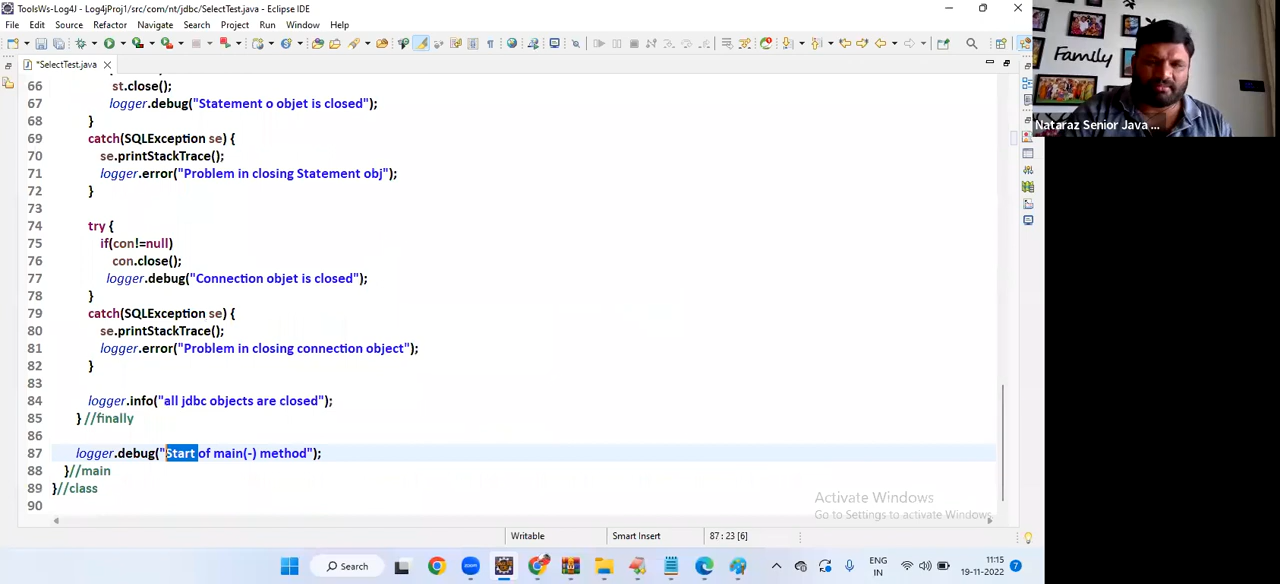 ToolsWs-Log4J - Log4jProj1/src/com/nt/jdbc/SelectTest.java - Eclipse IDE
File Edit Source Refactor Navigate Search Project Run Window Help
*SelectTest.java
66 st.close();
67 logger.debug("Statement o objet is closed");
68 }
69 catch(SQLException se) {
70 se.printStackTrace();
71 logger.error("Problem in closing Statement obj");
72 }
73
74 try {
75 if(con!=null)
76 con.close();
77 logger.debug("Connection objet is closed");
78 }
79 catch(SQLException se) {
80 se.printStackTrace();
81 logger.error("Problem in closing connection object");
82 }
83
84 logger.info("all jdbc objects are closed");
85 } //finally
86
87 logger.debug("Start of main(-) method");
88 }//main
89 }//class
90
Activate Windows
Go to Settings to activate Windows.
Writable Smart Insert 87 : 23 [6]
Search
ENG
IN
11:15
19-11-2022
7
Family
Nataraz Senior Java ...